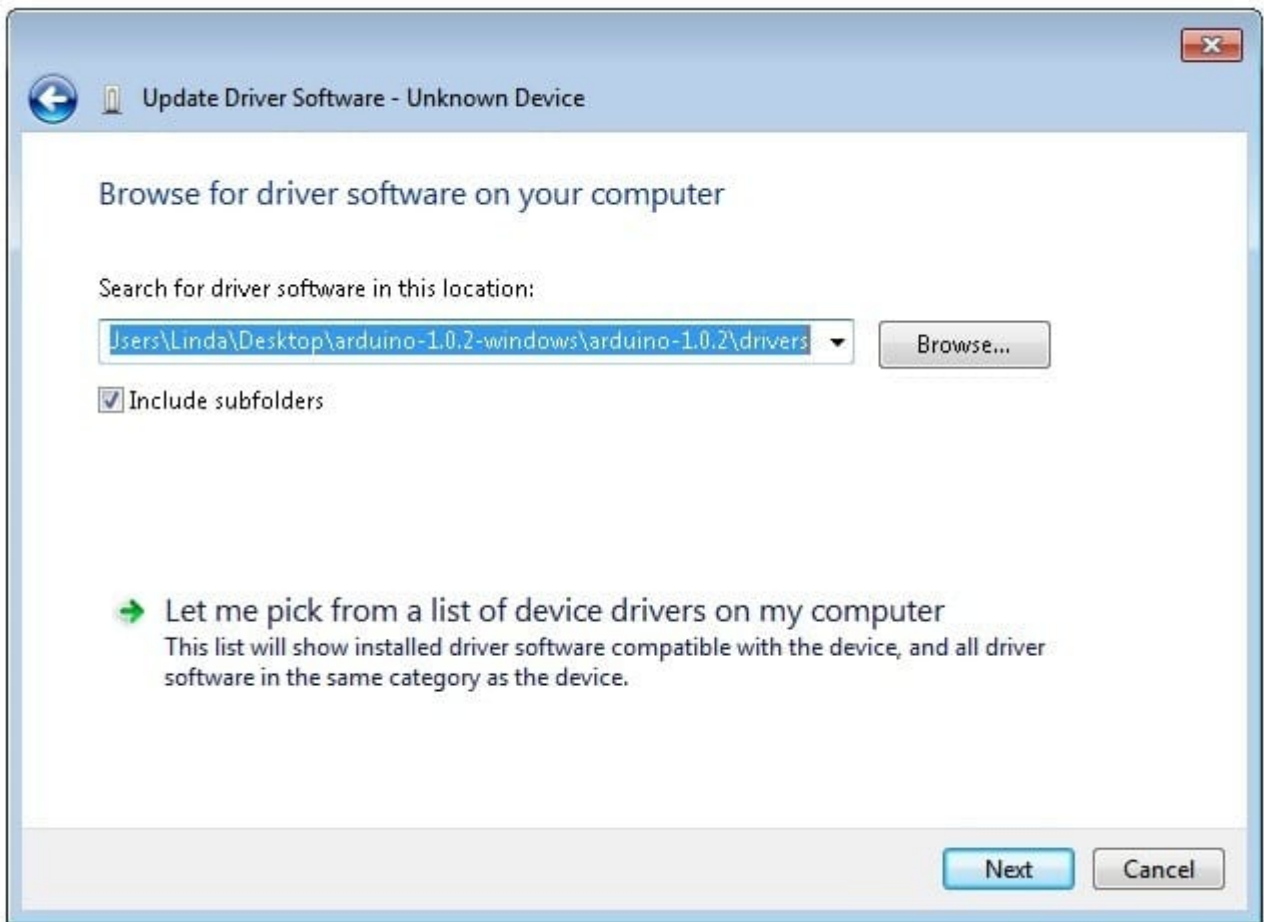 Update Driver Software - Unknown Device
Browse for driver software on your computer
Search for driver software in this location:
Jsers\Linda\Desktop\arduino-1.0.2-windows\arduino-1.0.2\drivers
Browse...
Include subfolders
Let me pick from a list of device drivers on my computer
This list will show installed driver software compatible with the device, and all driver
software in the same category as the device.
Next
Cancel